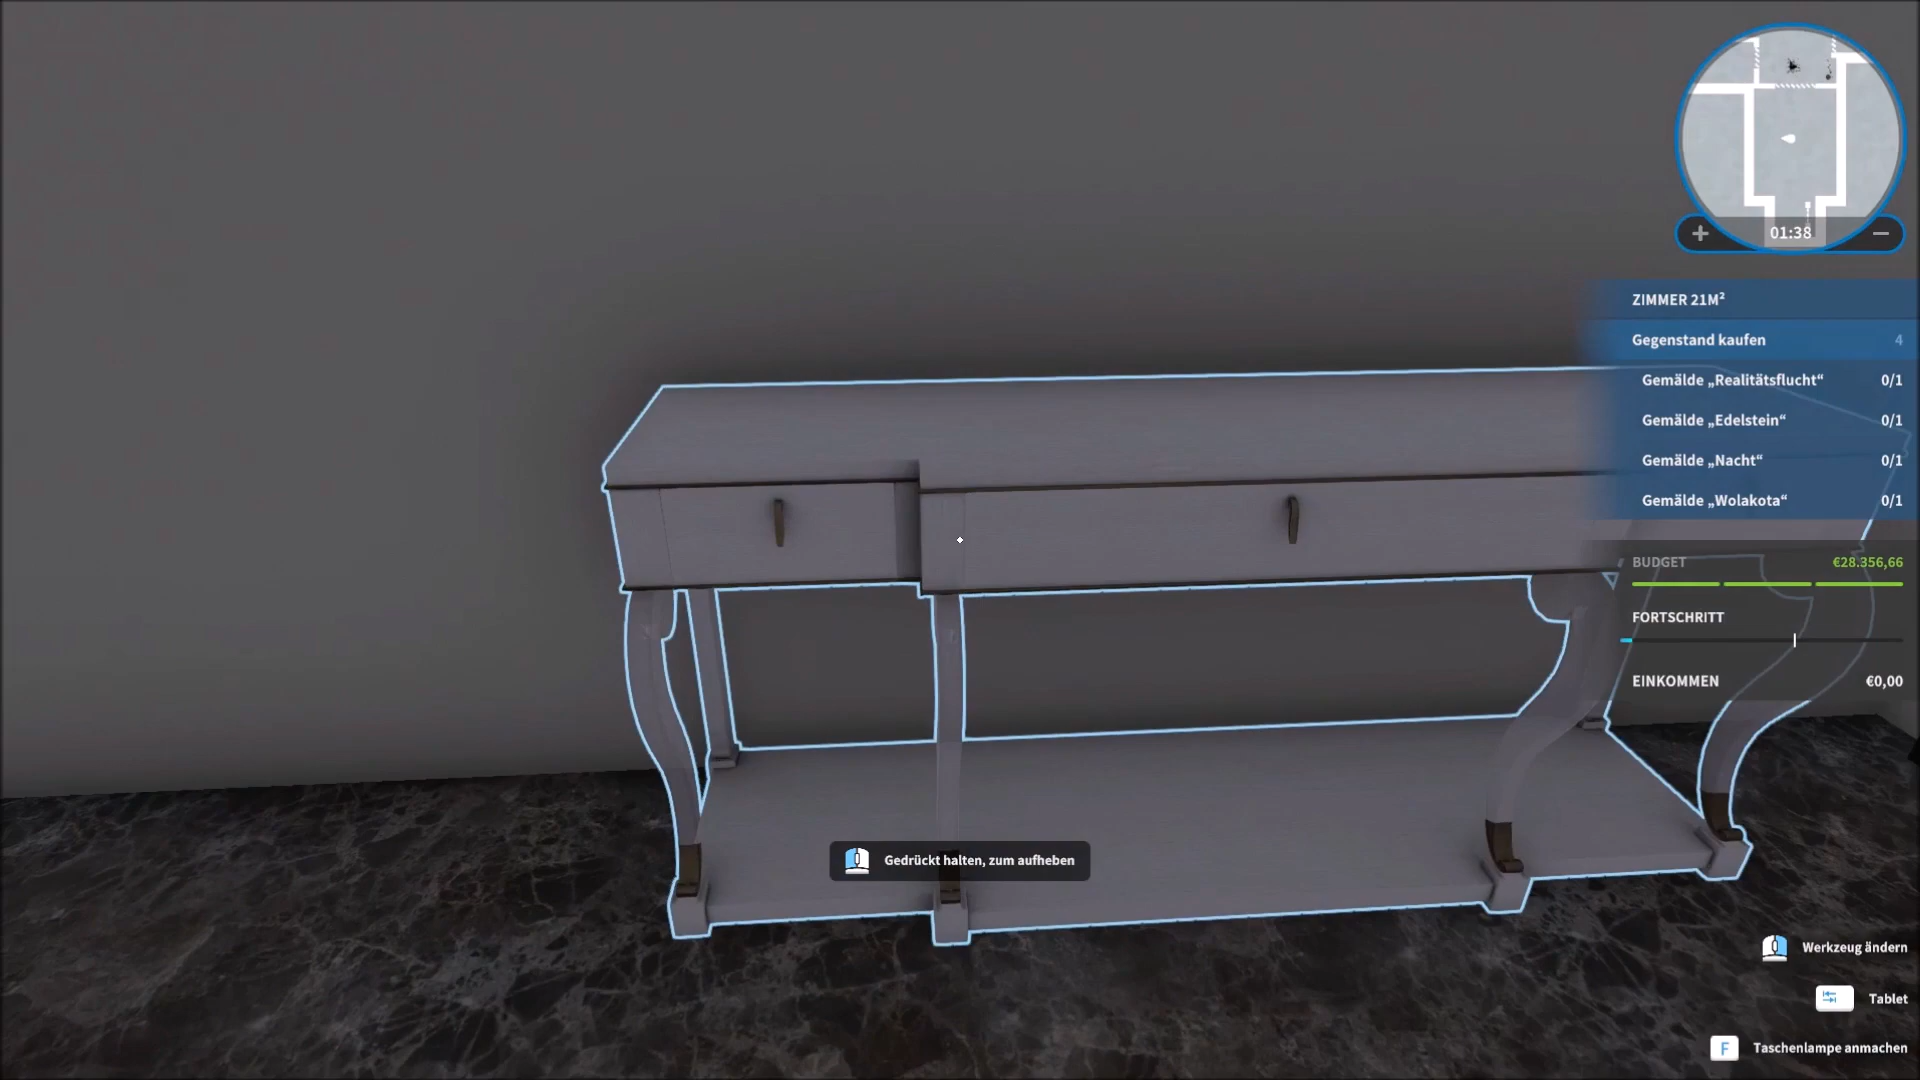 01:38
ZIMMER 21M²
Gegenstand kaufen 4
Gemälde „Realitätsflucht“ 0/1
Gemälde „Edelstein“ 0/1
Gemälde „Nacht“ 0/1
Gemälde „Wolakota“ 0/1
BUDGET €28.356,66
FORTSCHRITT
EINKOMMEN €0,00
Gedrückt halten, zum aufheben
Werkzeug ändern
Tablet
F Taschenlampe anmachen